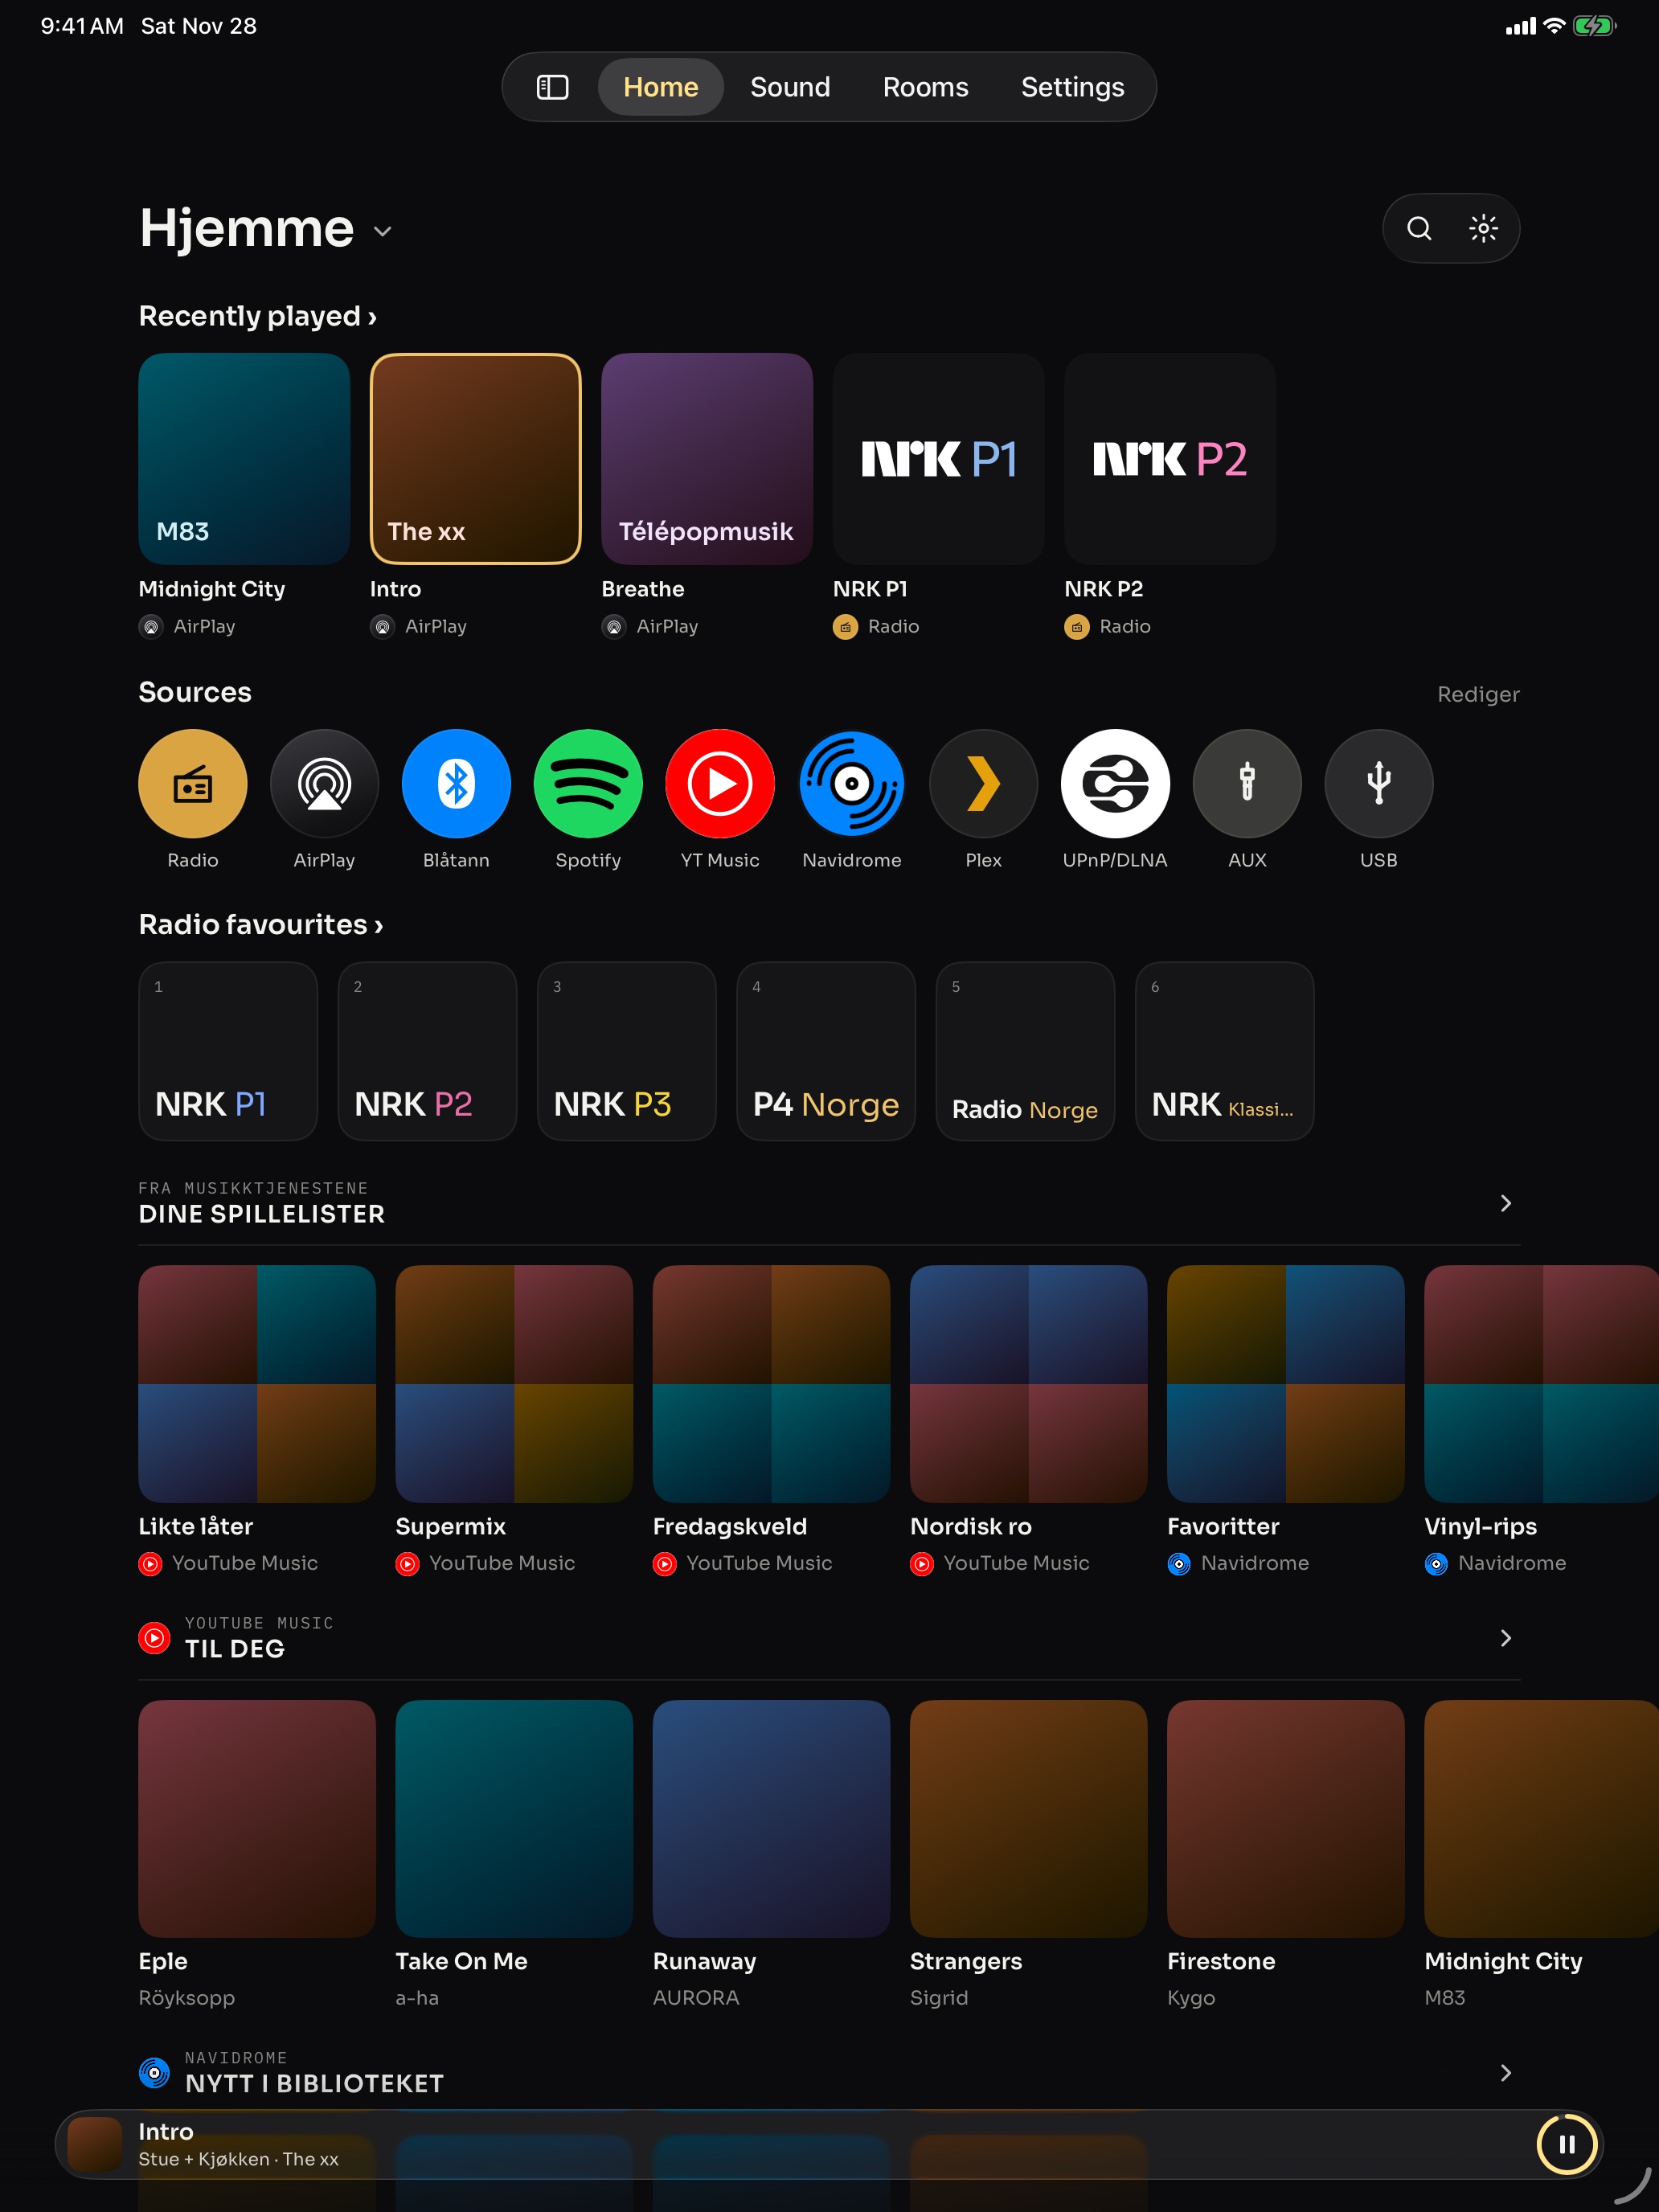 9:41 AM Sat Nov 28
Home Sound Rooms Settings
Hjemme
Recently played ›
M83 The xx Télépopmusik NRK P1 NRK P2
Midnight City Intro Breathe NRK P1 NRK P2
AirPlay AirPlay AirPlay Radio Radio
Sources Rediger
Radio AirPlay Blåtann Spotify YT Music Navidrome Plex UPnP/DLNA AUX USB
Radio favourites ›
1 2 3 4 5 6
NRK P1 NRK P2 NRK P3 P4 Norge Radio Norge NRK Klassi...
FRA MUSIKKTJENESTENE
DINE SPILLELISTER
Likte låter Supermix Fredagskveld Nordisk ro Favoritter Vinyl-rips
YouTube Music YouTube Music YouTube Music YouTube Music Navidrome Navidrome
YOUTUBE MUSIC
TIL DEG
Eple Take On Me Runaway Strangers Firestone Midnight City
Röyksopp a-ha AURORA Sigrid Kygo M83
NAVIDROME
NYTT I BIBLIOTEKET
Intro
Stue + Kjøkken · The xx